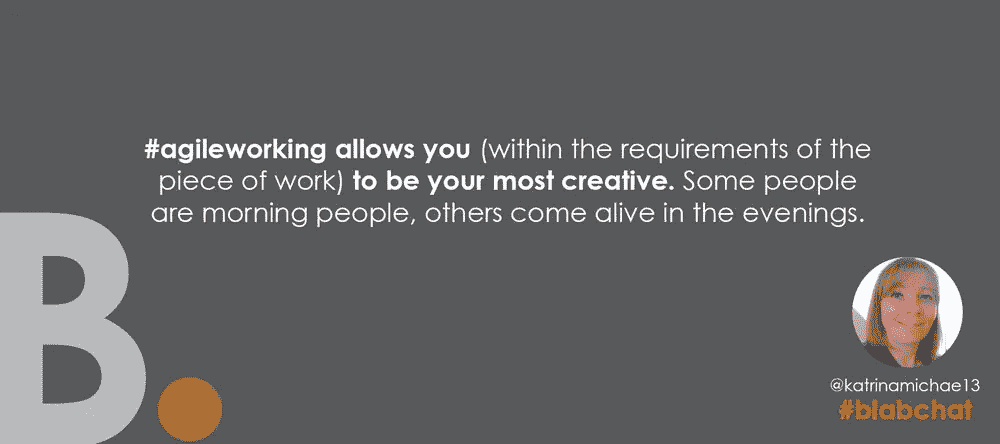 #agileworking allows you (within the requirements of the
piece of work) to be your most creative. Some people
are morning people, others come alive in the evenings.
B.
@katrinamichae13
#blabchat